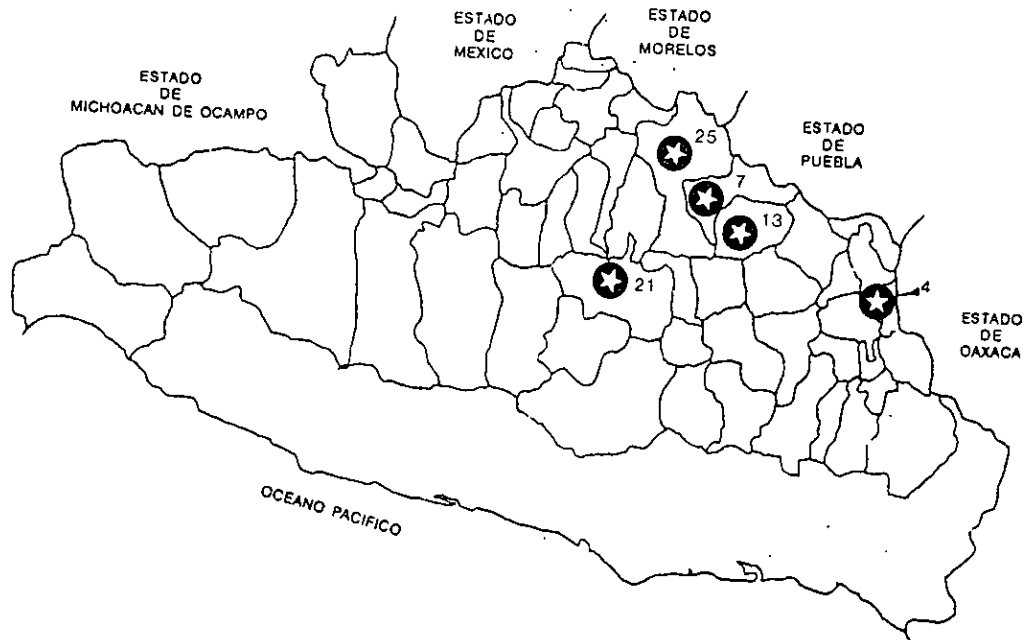 ESTADO
DE
MEXICO
ESTADO
DE
MORELOS
ESTADO
DE
MICHOACAN DE OCAMPO
ESTADO
DE
PUEBLA
25
7
13
21
4
ESTADO
DE
OAXACA
OCEANO PACIFICO